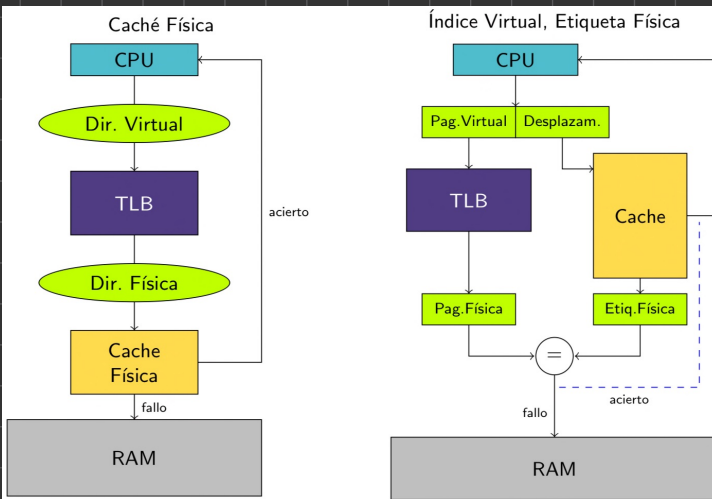 Caché Física
CPU
Dir. Virtual
TLB
acierto
Dir. Física
Cache
Física
fallo
RAM
Índice Virtual, Etiqueta Física
CPU
Pag.Virtual
Desplazam.
TLB
Cache
Pag.Física
Etiq.Física
=
acierto
fallo
RAM